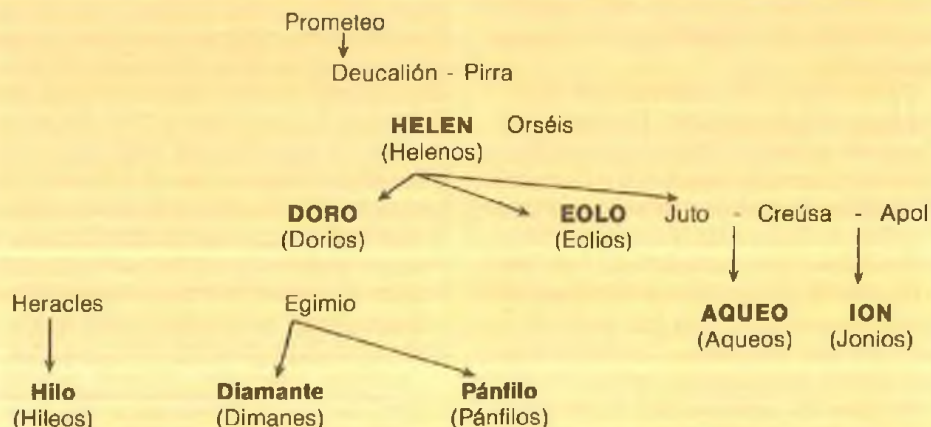 Prometeo
Deucalión - Pirra
HELEN Orséis
(Helenos)
DORO EOLO Juto - Creúsa - Apol
(Dorios) (Eolios)
Heracles Egimio AQUEO ION
(Aqueos) (Jonios)
Hilo Diamante Pánfilo
(Hileos) (Dimanes) (Pánfilos)